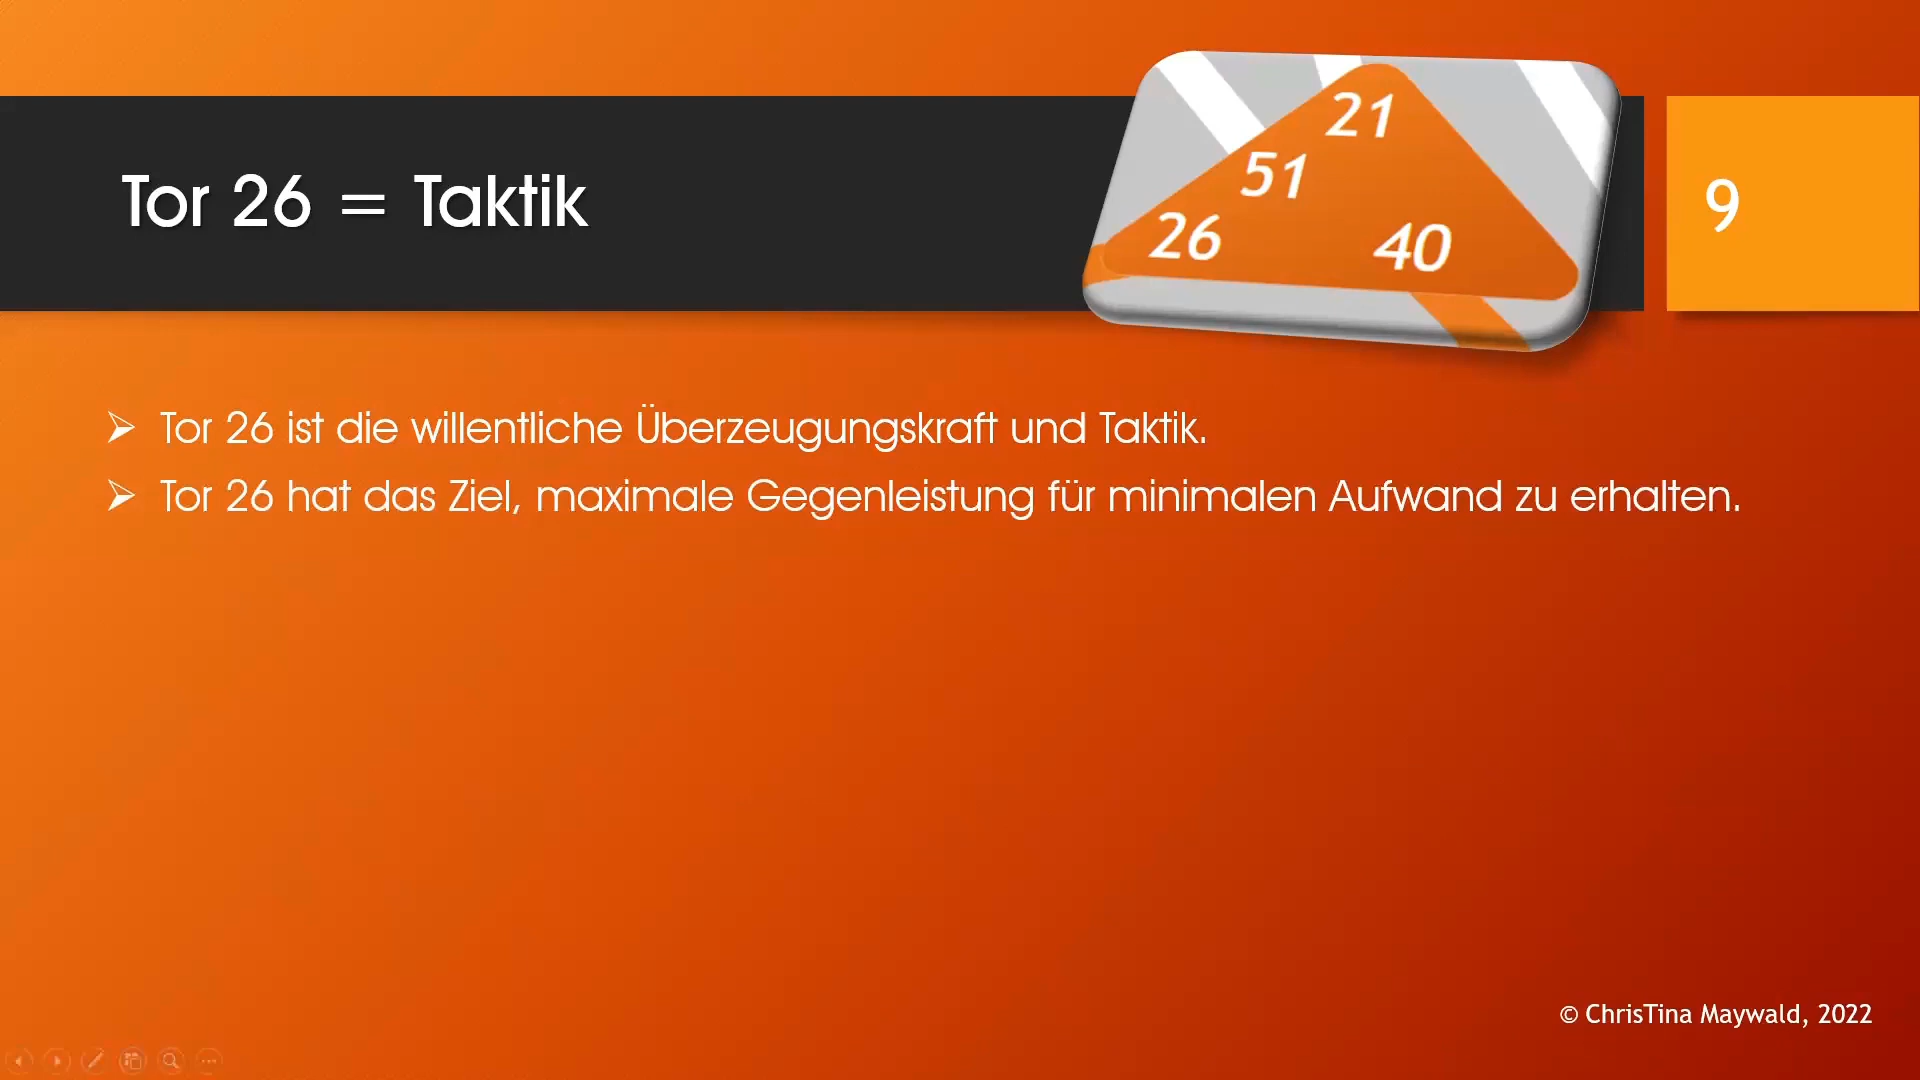 Tor 26 = Taktik
21
51
26
40
9
Tor 26 ist die willentliche Überzeugungskraft und Taktik.
Tor 26 hat das Ziel, maximale Gegenleistung für minimalen Aufwand zu erhalten.
© ChrisTina Maywald, 2022